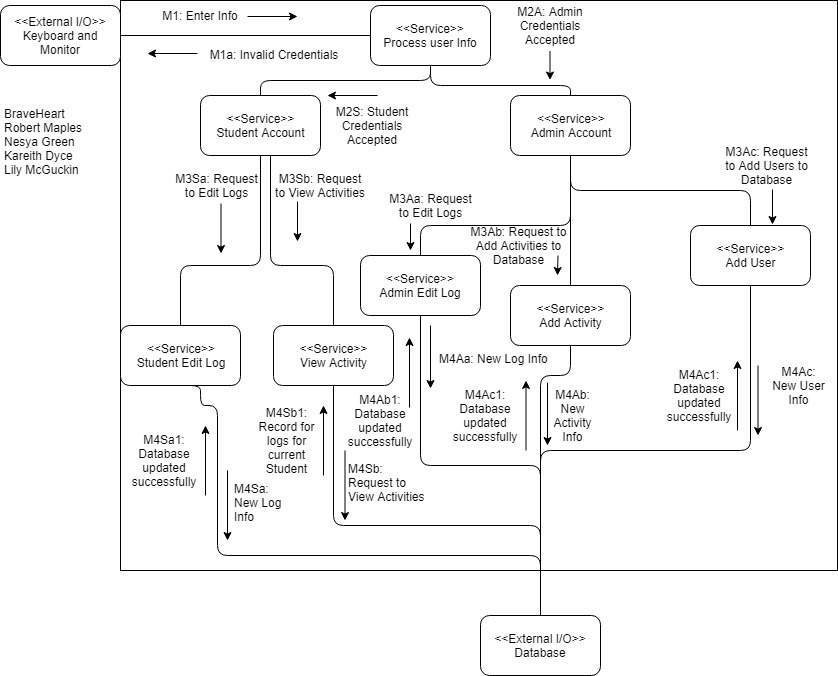 <<External I/O>>
Keyboard and
Monitor
M1: Enter Info
M1a: Invalid Credentials
<<Service>>
Process user Info
M2A: Admin
Credentials
Accepted
BraveHeart
Robert Maples
Nesya Green
Kareith Dyce
Lily McGuckin
<<Service>>
Student Account
M2S: Student
Credentials
Accepted
<<Service>>
Admin Account
M3Sa: Request
to Edit Logs
M3Sb: Request
to View Activities
M3Aa: Request
to Edit Logs
M3Ab: Request to
Add Activities to
Database
M3Ac: Request
to Add Users to
Database
<<Service>>
Add User
<<Service>>
Admin Edit Log
<<Service>>
Add Activity
<<Service>>
Student Edit Log
<<Service>>
View Activity
M4Aa: New Log Info
M4Sa1:
Database
updated
successfully
M4Sb1:
Record for
logs for
current
Student
M4Ab1:
Database
updated
successfully
M4Ac1:
Database
updated
successfully
M4Ab:
New
Activity
Info
M4Ac1:
Database
updated
successfully
M4Ac:
New User
Info
M4Sa:
New Log
Info
M4Sb:
Request to
View Activities
<<External I/O>>
Database